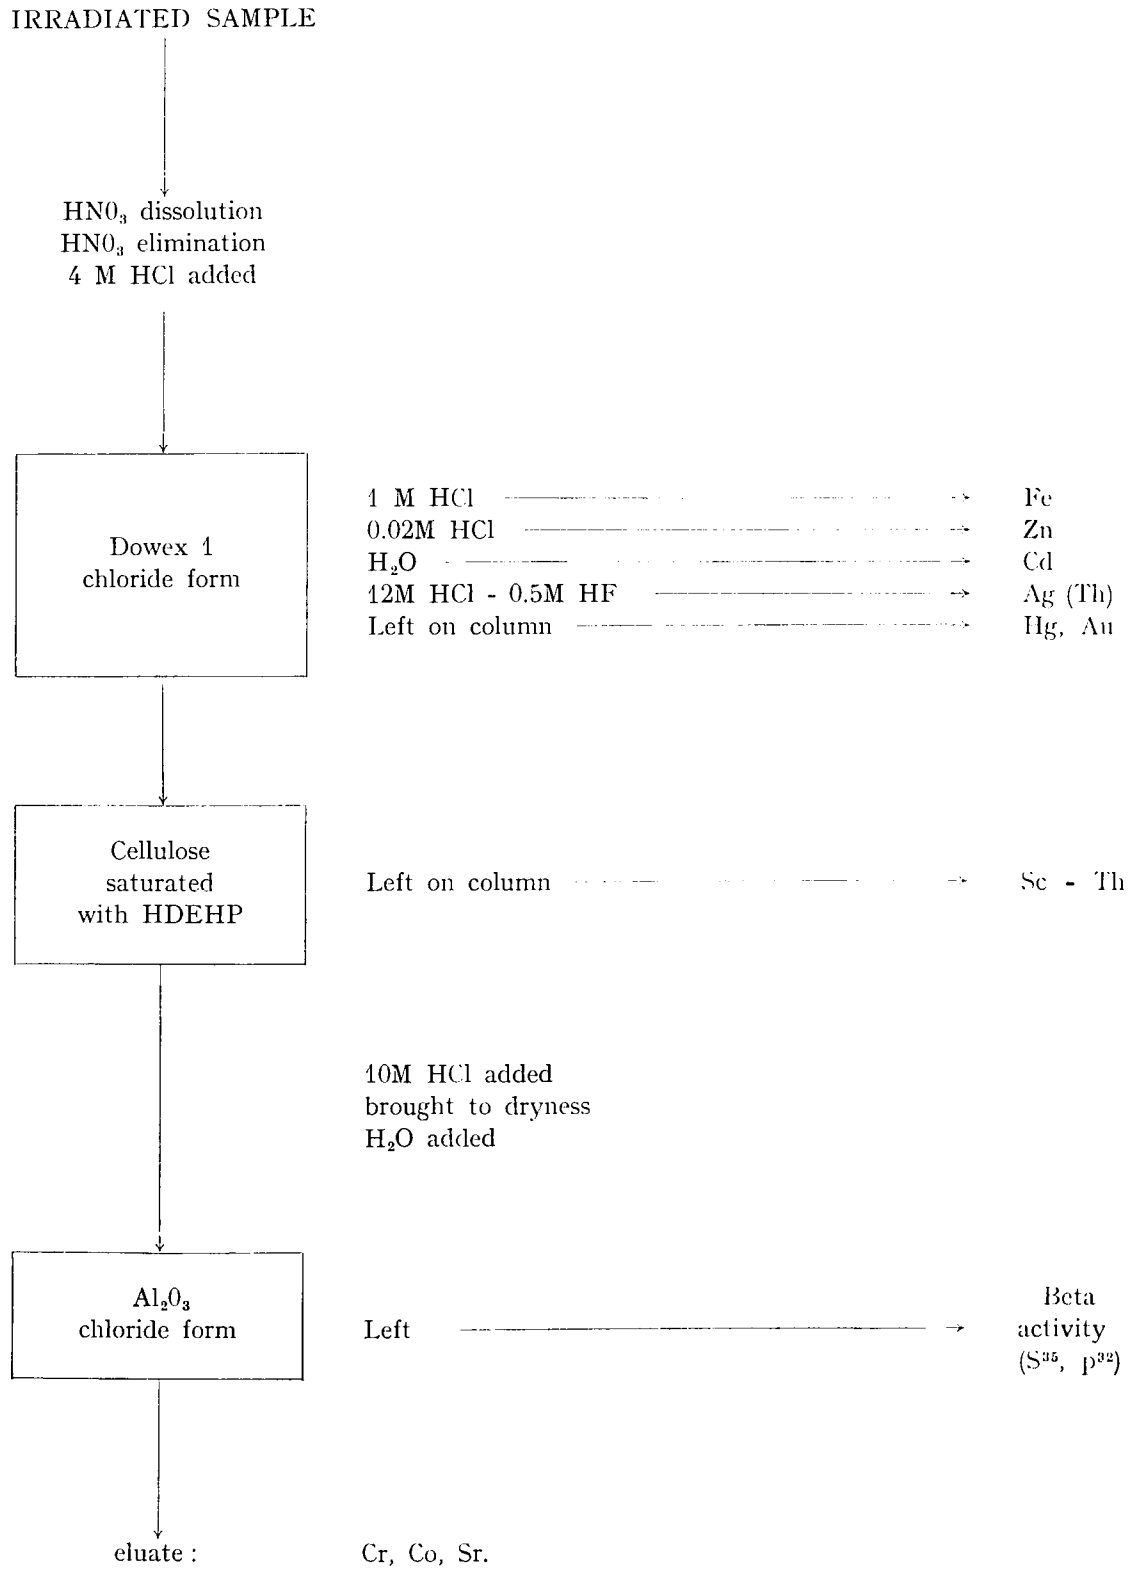 IRRADIATED SAMPLE
HNO₃ dissolution
HNO₃ elimination
4 M HCl added
Dowex 1
chloride form
1 M HCl Fe
0.02M HCl Zn
H₂O Cd
12M HCl - 0.5M HF Ag (Th)
Left on column Hg, Au
Cellulose
saturated
with HDEHP
Left on column Sc - Th
10M HCl added
brought to dryness
H₂O added
Al₂O₃
chloride form
Left
Beta
activity
(S³⁵, p³²)
eluate : Cr, Co, Sr.